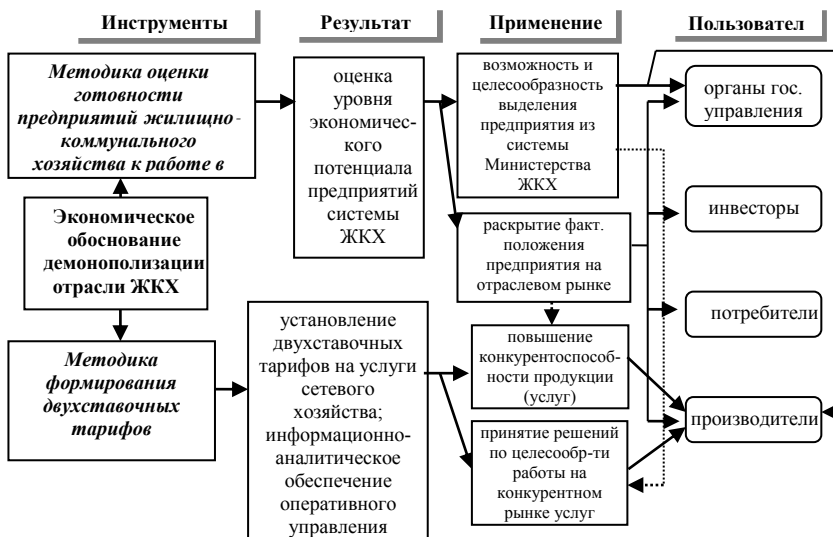 Инструменты
Результат
Применение
Пользовател
Методика оценки
готовности
предприятий жилищно-
коммунального
хозяйства к работе в
Экономическое
обоснование
демонополизации
отрасли ЖКХ
Методика
формирования
двухставочных
тарифов
оценка
уровня
экономичес-
кого
потенциала
предприятий
системы
ЖКХ
установление
двухставочных
тарифов на услуги
сетевого
хозяйства;
информационно-
аналитическое
обеспечение
оперативного
управления
возможность и
целесообразность
выделения
предприятия из
системы
Министерства
ЖКХ
раскрытие факт.
положения
предприятия на
отраслевом рынке
повышение
конкурентоспособ-
ности продукции
(услуг)
принятие решений
по целесообр-ти
работы на
конкурентном
рынке услуг
органы гос.
управления
инвесторы
потребители
производители